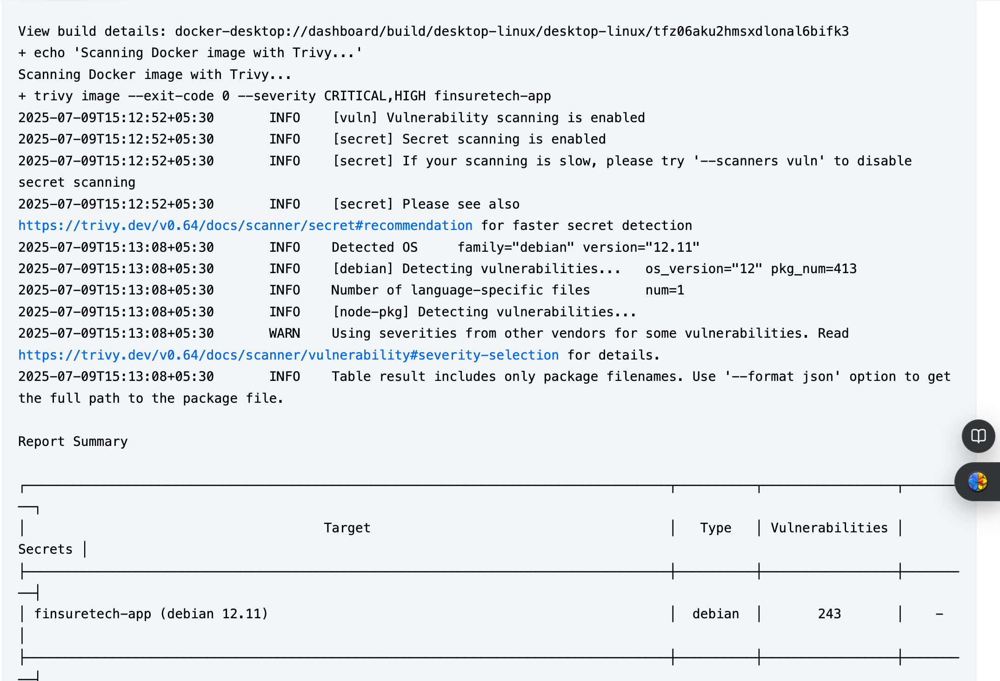 View build details: docker-desktop://dashboard/build/desktop-linux/desktop-linux/tfz06aku2hmsxdlonal6bifk3
+ echo 'Scanning Docker image with Trivy...'
Scanning Docker image with Trivy...
+ trivy image --exit-code 0 --severity CRITICAL,HIGH finsuretech-app
2025-07-09T15:12:52+05:30 INFO [vuln] Vulnerability scanning is enabled
2025-07-09T15:12:52+05:30 INFO [secret] Secret scanning is enabled
2025-07-09T15:12:52+05:30 INFO [secret] If your scanning is slow, please try '--scanners vuln' to disable
secret scanning
2025-07-09T15:12:52+05:30 INFO [secret] Please see also
https://trivy.dev/v0.64/docs/scanner/secret#recommendation for faster secret detection
2025-07-09T15:13:08+05:30 INFO Detected OS family="debian" version="12.11"
2025-07-09T15:13:08+05:30 INFO [debian] Detecting vulnerabilities... os_version="12" pkg_num=413
2025-07-09T15:13:08+05:30 INFO Number of language-specific files num=1
2025-07-09T15:13:08+05:30 INFO [node-pkg] Detecting vulnerabilities...
2025-07-09T15:13:08+05:30 WARN Using severities from other vendors for some vulnerabilities. Read
https://trivy.dev/v0.64/docs/scanner/vulnerability#severity-selection for details.
2025-07-09T15:13:08+05:30 INFO Table result includes only package filenames. Use '--format json' option to get
the full path to the package file.
Report Summary
Target │ Type │ Vulnerabilities │
Secrets │
│ finsuretech-app (debian 12.11) │ debian │ 243 │ -